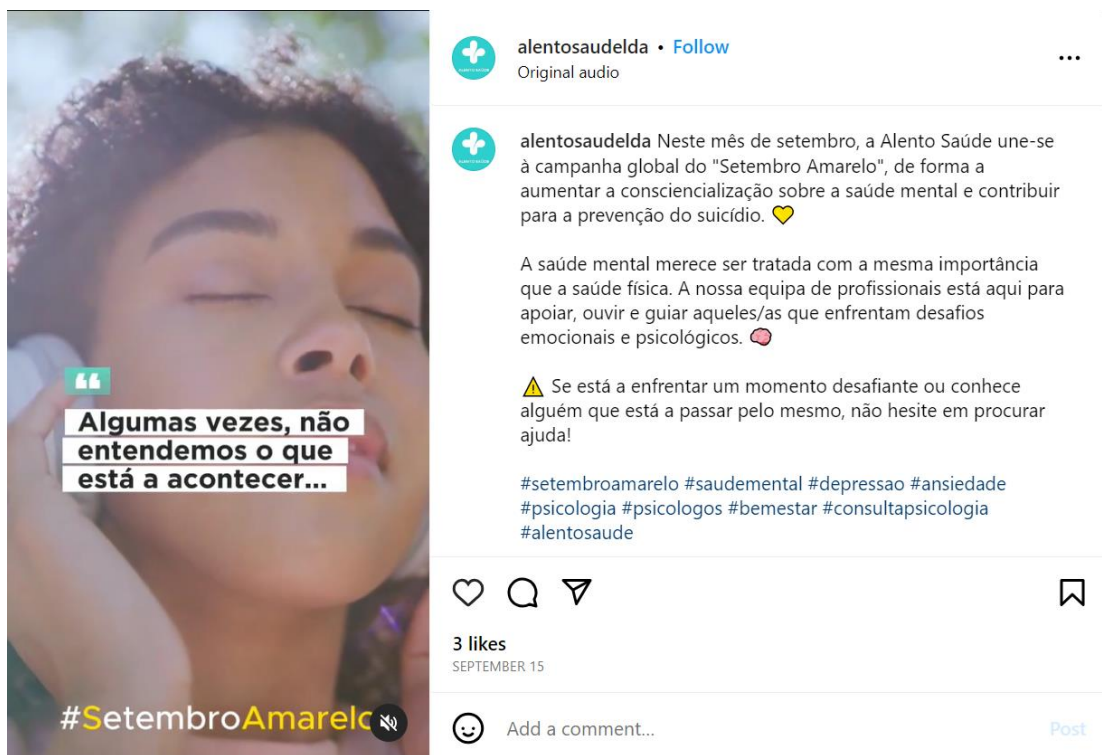 alentosaudelda • Follow
Original audio
alentosaudelda Neste mês de setembro, a Alento Saúde une-se
à campanha global do "Setembro Amarelo", de forma a
aumentar a consciencialização sobre a saúde mental e contribuir
para a prevenção do suicídio. 💛
A saúde mental merece ser tratada com a mesma importância
que a saúde física. A nossa equipa de profissionais está aqui para
apoiar, ouvir e guiar aqueles/as que enfrentam desafios
emocionais e psicológicos. 🧠
⚠️ Se está a enfrentar um momento desafiante ou conhece
alguém que está a passar pelo mesmo, não hesite em procurar
ajuda!
#setembroamarelo #saudemental #depressao #ansiedade
#psicologia #psicologos #bemestar #consultapsicologia
#alentosaude
3 likes
SEPTEMBER 15
Add a comment...
Post
❝
Algumas vezes, não
entendemos o que
está a acontecer...
#SetembroAmarelo